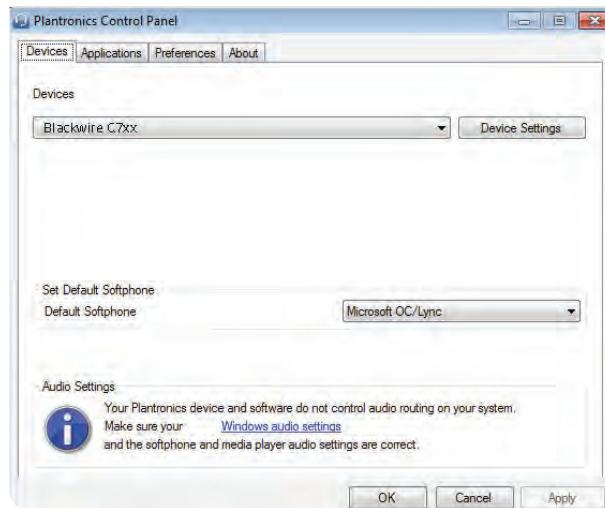 Plantronics Control Panel
Devices Applications Preferences About
Devices
Blackwire C7xx Device Settings
Set Default Softphone
Default Softphone Microsoft OC/Lync
Audio Settings
Your Plantronics device and software do not control audio routing on your system.
Make sure your Windows audio settings
and the softphone and media player audio settings are correct.
OK Cancel Apply